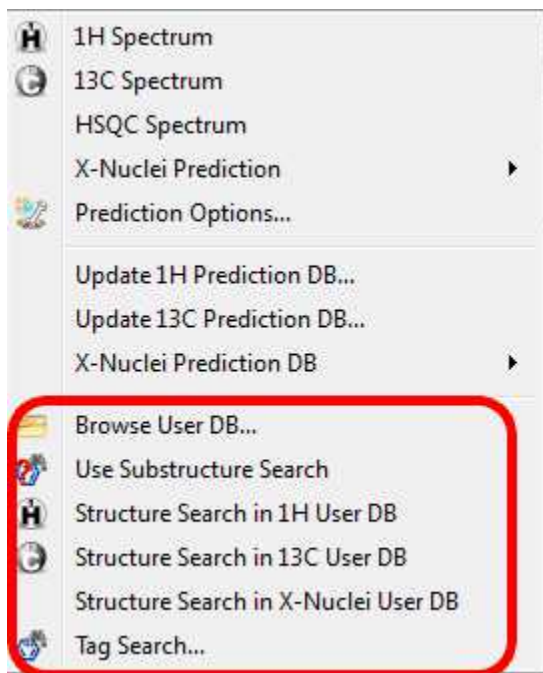 1H Spectrum
13C Spectrum
HSQC Spectrum
X-Nuclei Prediction
Prediction Options...
Update 1H Prediction DB...
Update 13C Prediction DB...
X-Nuclei Prediction DB
Browse User DB...
Use Substructure Search
Structure Search in 1H User DB
Structure Search in 13C User DB
Structure Search in X-Nuclei User DB
Tag Search...